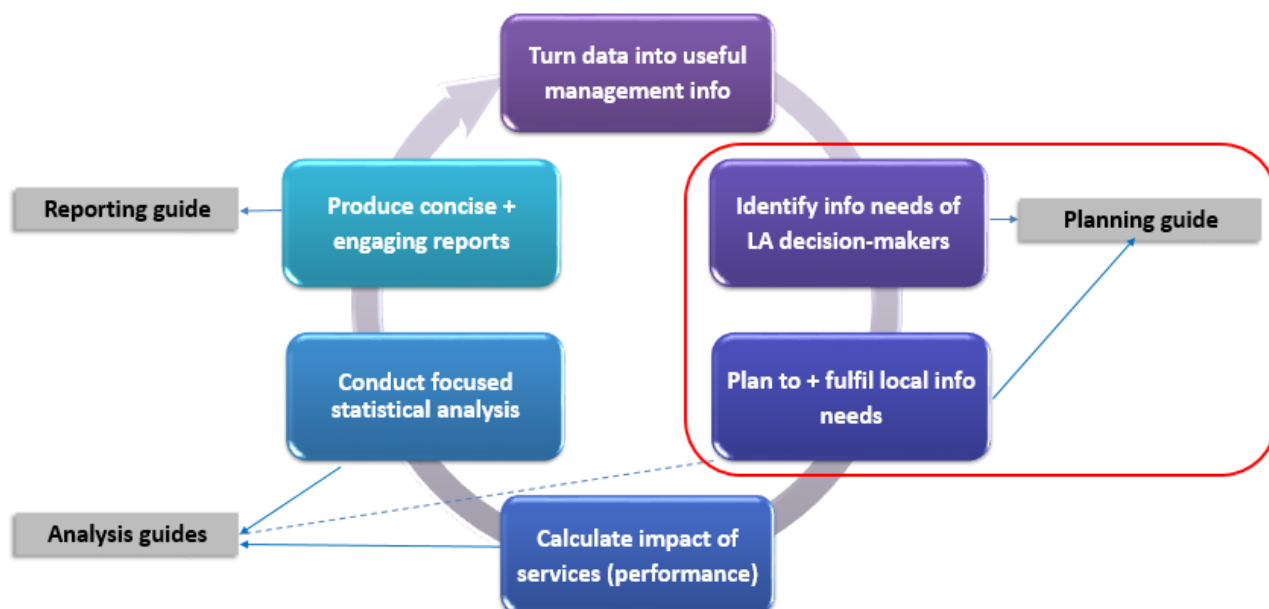 Turn data into useful
management info
Identify info needs of
LA decision-makers
Planning guide
Plan to + fulfil local info
needs
Calculate impact of
services (performance)
Conduct focused
statistical analysis
Analysis guides
Produce concise +
engaging reports
Reporting guide